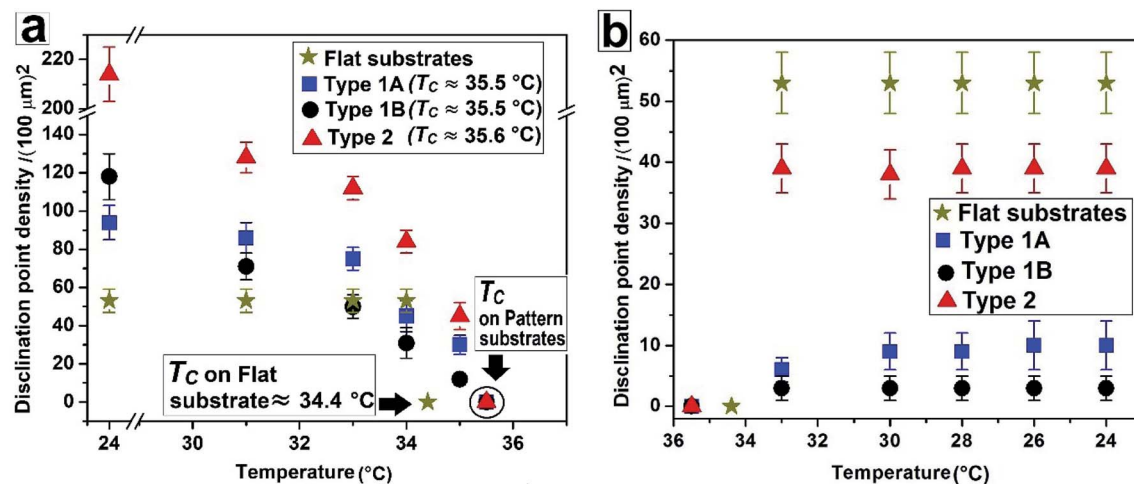 a
220
200
140
120
100
80
60
40
20
0
Disclination point density /(100 μm)2
Flat substrates
Type 1A (TC ≈ 35.5 °C)
Type 1B (TC ≈ 35.5 °C)
Type 2 (TC ≈ 35.6 °C)
TC
on Pattern
substrates
TC on Flat
substrate≈ 34.4 °C
24 30 32 34 36
Temperature (°C)
b
60
50
40
30
20
10
0
Disclination point density /(100 μm)2
Flat substrates
Type 1A
Type 1B
Type 2
36 34 32 30 28 26 24
Temperature (°C)